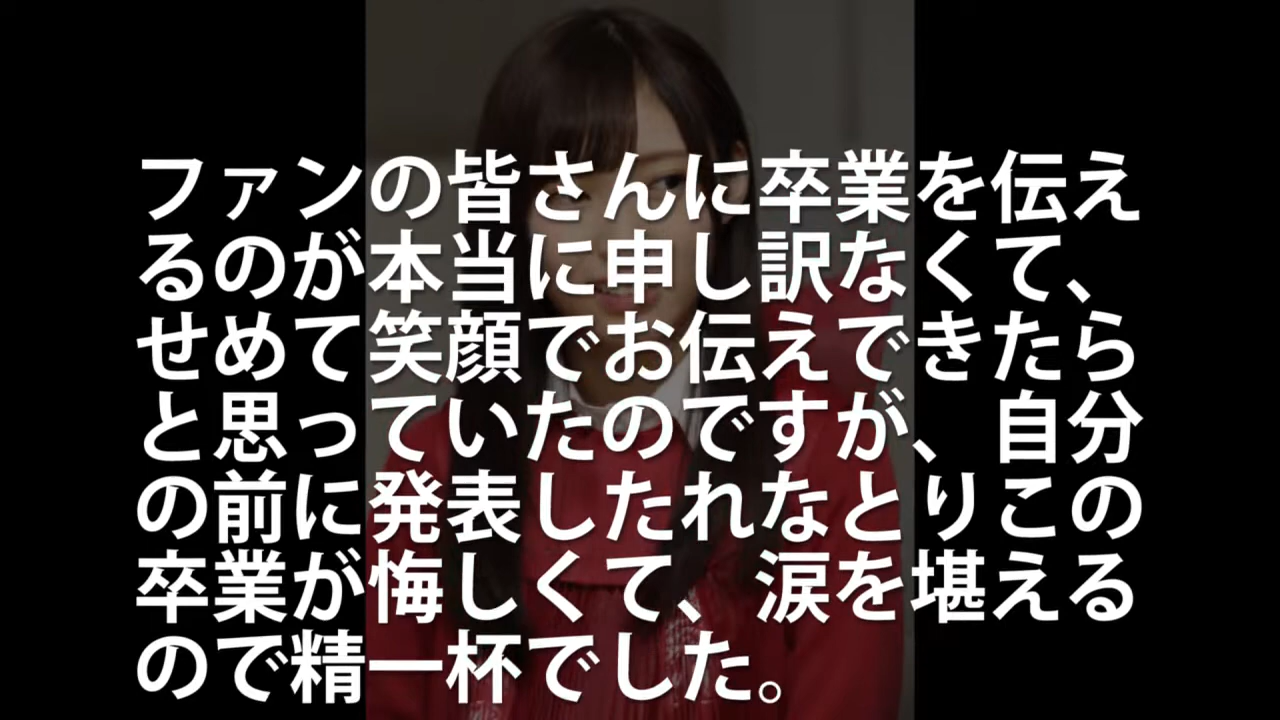 ファンの皆さんに卒業を伝え
るのが本当に申し訳なくて、
せめて笑顔でお伝えできたら
と思っていたのですが、自分
の前に発表したれなとりこの
卒業が悔しくて、涙を堪える
ので精一杯でした。